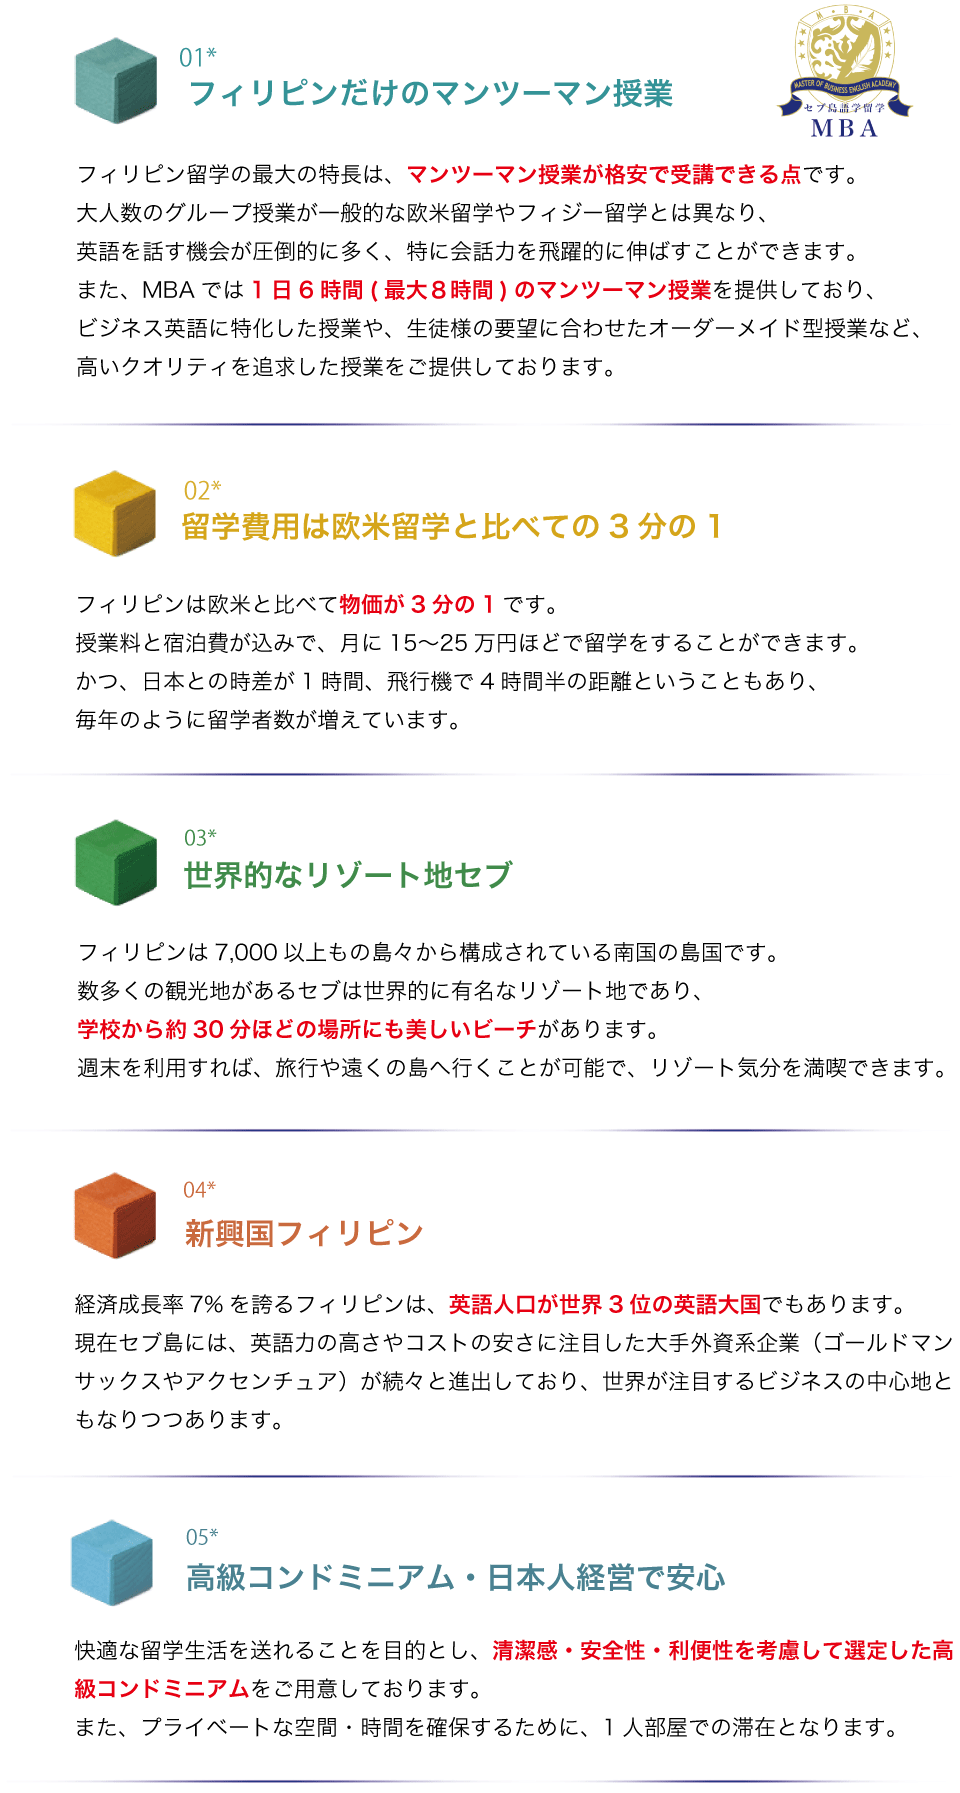 01*
フィリピンだけのマンツーマン授業
M・B・A
MASTER OF BUSINESS ENGLISH ACADEMY
セブ島語学留学
MBA
フィリピン留学の最大の特長は、マンツーマン授業が格安で受講できる点です。
大人数のグループ授業が一般的な欧米留学やフィジー留学とは異なり、
英語を話す機会が圧倒的に多く、特に会話力を飛躍的に伸ばすことができます。
また、MBA では 1 日 6 時間 ( 最大８時間 ) のマンツーマン授業を提供しており、
ビジネス英語に特化した授業や、生徒様の要望に合わせたオーダーメイド型授業など、
高いクオリティを追求した授業をご提供しております。
02*
留学費用は欧米留学と比べての 3 分の 1
フィリピンは欧米と比べて物価が 3 分の 1 です。
授業料と宿泊費が込みで、月に 15〜25 万円ほどで留学をすることができます。
かつ、日本との時差が 1 時間、飛行機で 4 時間半の距離ということもあり、
毎年のように留学者数が増えています。
03*
世界的なリゾート地セブ
フィリピンは 7,000 以上もの島々から構成されている南国の島国です。
数多くの観光地があるセブは世界的に有名なリゾート地であり、
学校から約 30 分ほどの場所にも美しいビーチがあります。
週末を利用すれば、旅行や遠くの島へ行くことが可能で、リゾート気分を満喫できます。
04*
新興国フィリピン
経済成長率 7% を誇るフィリピンは、英語人口が世界 3 位の英語大国でもあります。
現在セブ島には、英語力の高さやコストの安さに注目した大手外資系企業（ゴールドマン
サックスやアクセンチュア）が続々と進出しており、世界が注目するビジネスの中心地と
もなりつつあります。
05*
高級コンドミニアム・日本人経営で安心
快適な留学生活を送れることを目的とし、清潔感・安全性・利便性を考慮して選定した高
級コンドミニアムをご用意しております。
また、プライベートな空間・時間を確保するために、1 人部屋での滞在となります。